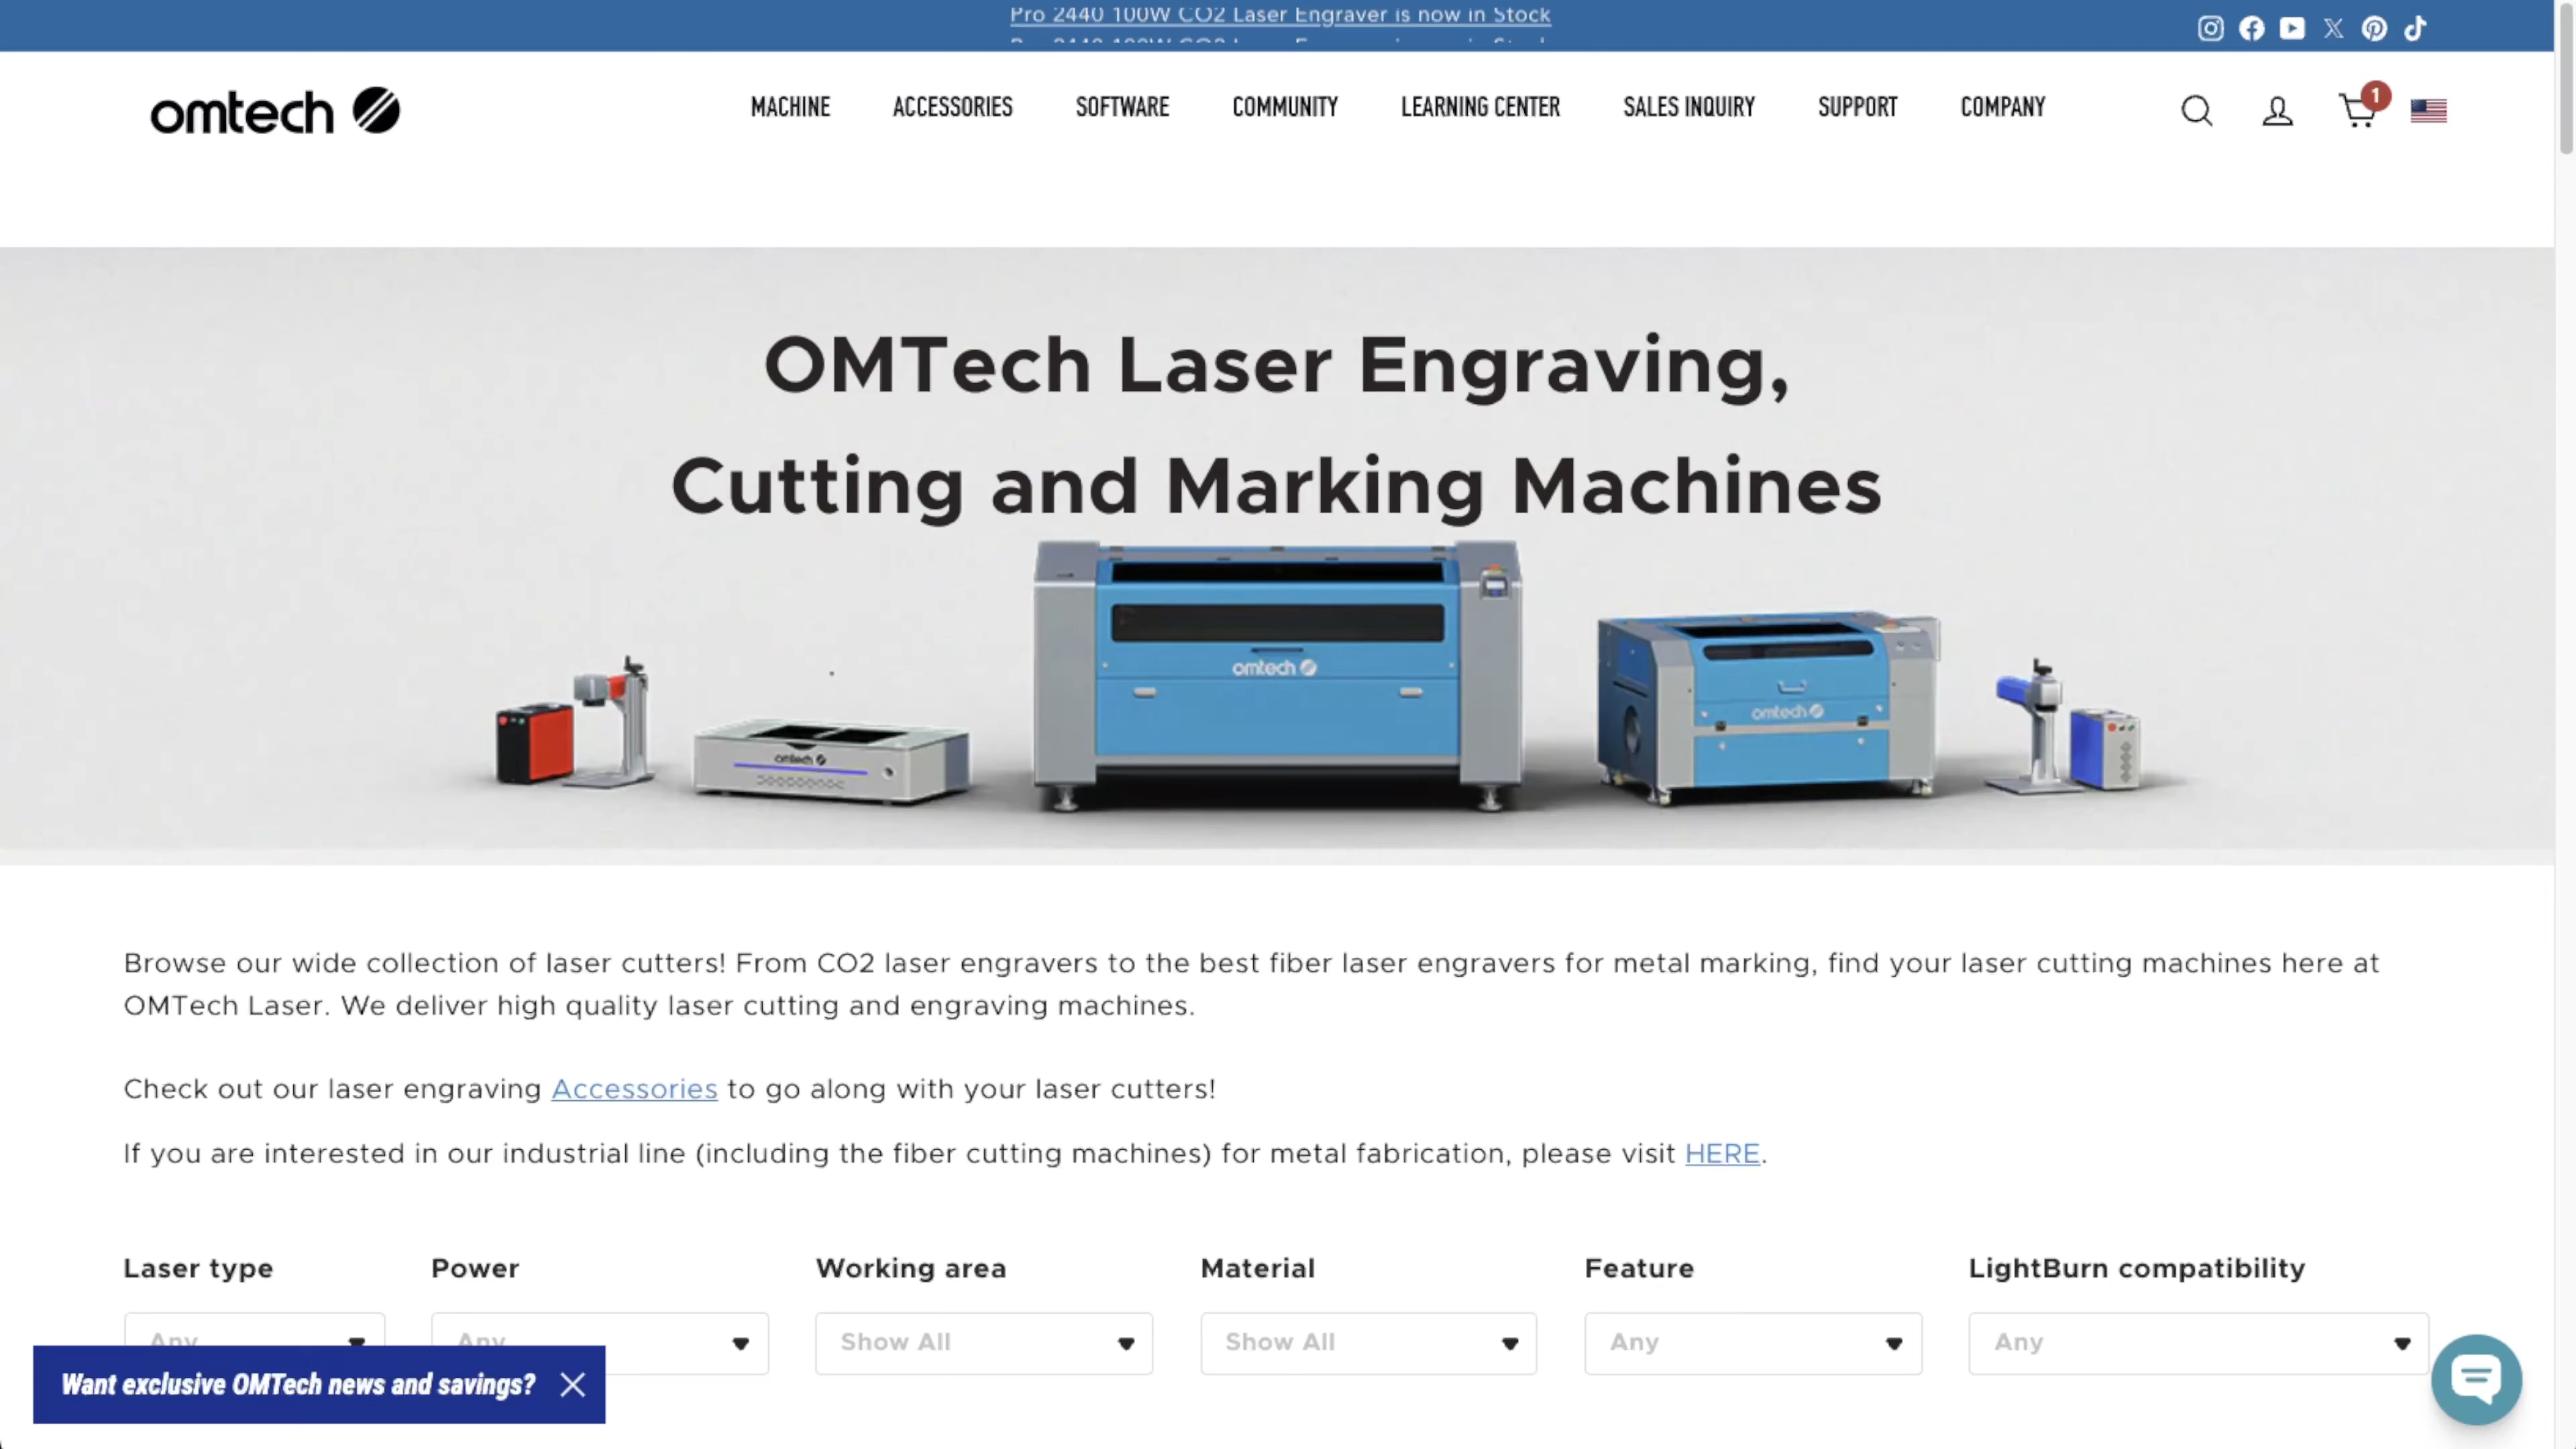 Pro 2440 100W CO2 Laser Engraver is now in Stock
omtech
MACHINE ACCESSORIES SOFTWARE COMMUNITY LEARNING CENTER SALES INQUIRY SUPPORT COMPANY
1
OMTech Laser Engraving,
Cutting and Marking Machines
omtech
omtech
omtech
Browse our wide collection of laser cutters! From CO2 laser engravers to the best fiber laser engravers for metal marking, find your laser cutting machines here at
OMTech Laser. We deliver high quality laser cutting and engraving machines.
Check out our laser engraving Accessories to go along with your laser cutters!
If you are interested in our industrial line (including the fiber cutting machines) for metal fabrication, please visit HERE.
Laser type Power Working area Material Feature LightBurn compatibility
Any Any Show All Show All Any Any
Want exclusive OMTech news and savings?